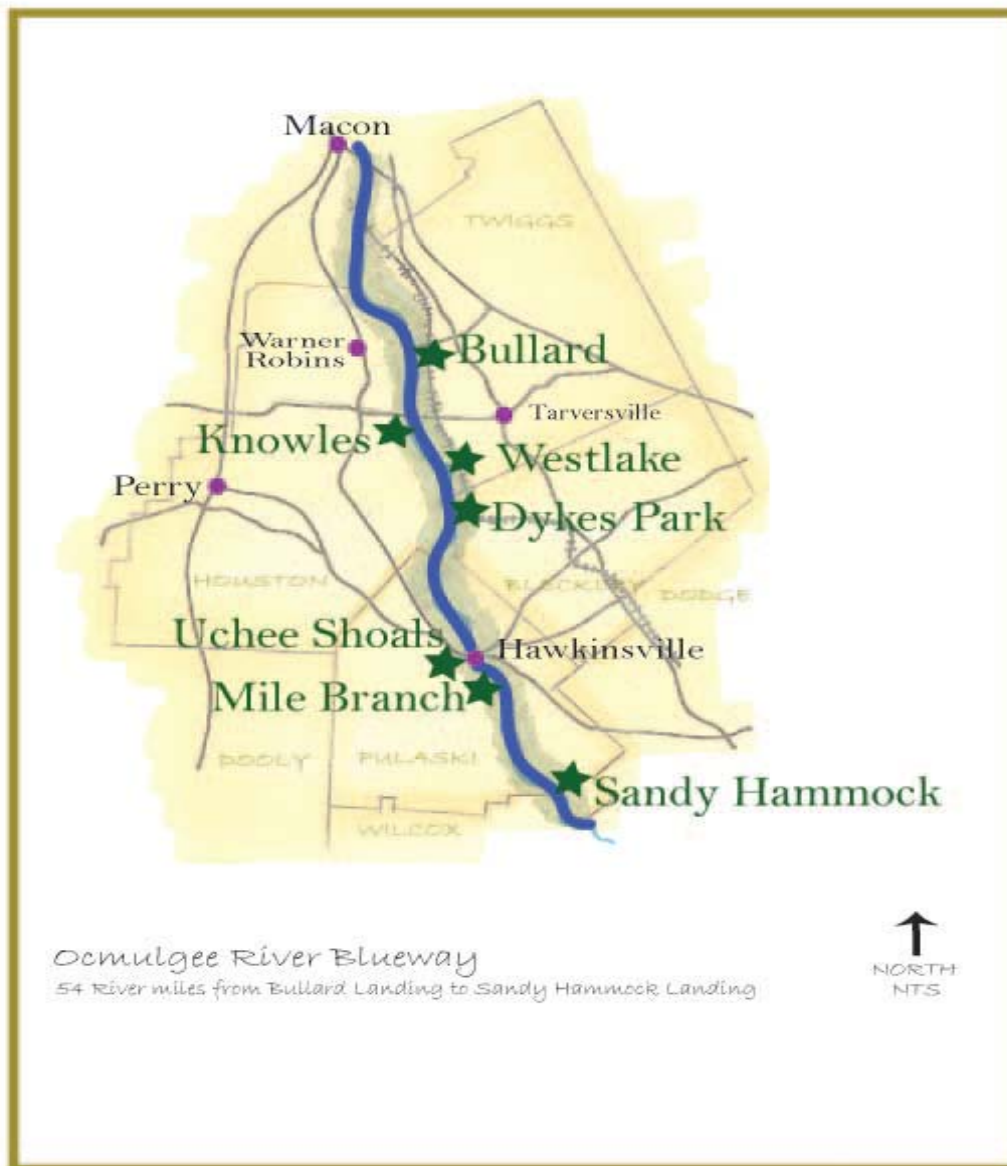 Macon
TWIGGS
Warner
Robins
Bullard
Tarversville
Knowles
Westlake
Perry
Dykes Park
HOUSTON
BLECKLEY
DODGE
Uchee Shoals
Hawkinsville
Mile Branch
DOOLY
PULASKI
Sandy Hammock
WILCOX
Ocmulgee River Blueway
54 River miles from Bullard Landing to Sandy Hammock Landing
NORTH
NTS